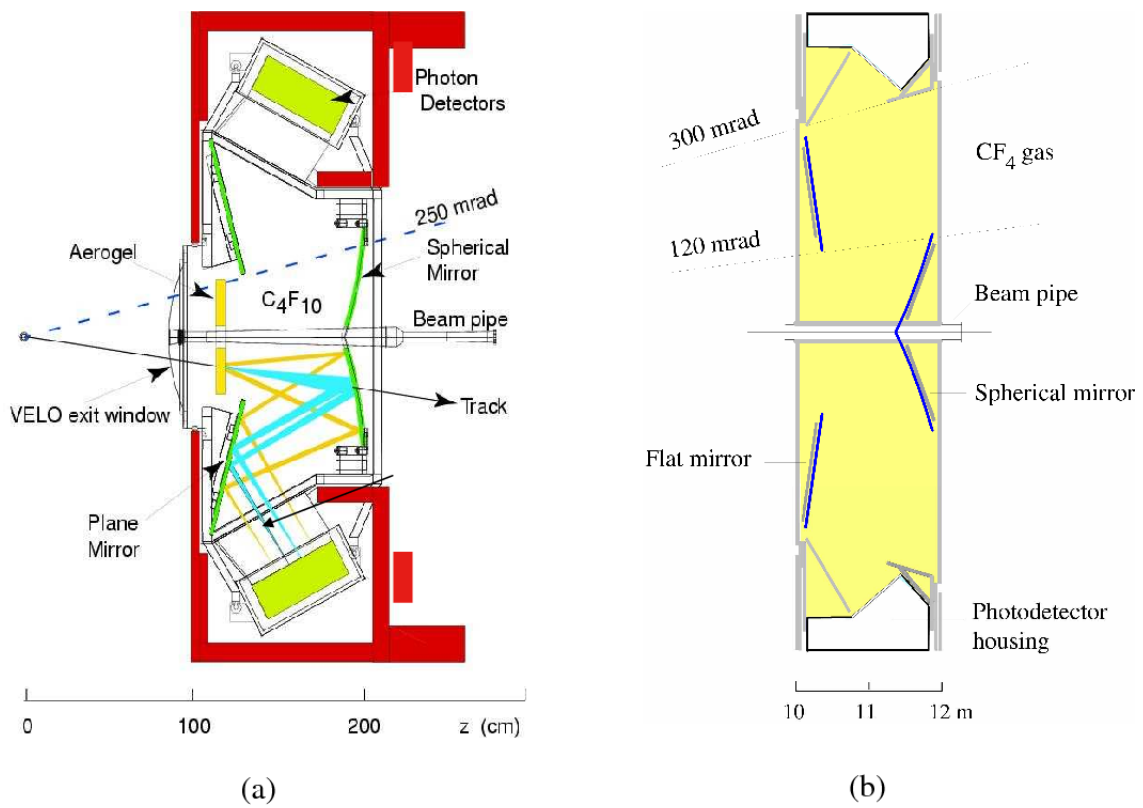 Photon
Detectors
250 mrad
Aerogel
Spherical
Mirror
C4F10
Beam pipe
VELO exit window
Track
Plane
Mirror
0
100
200
z (cm)
(a)
300 mrad
CF4 gas
120 mrad
Beam pipe
Spherical mirror
Flat mirror
Photodetector
housing
10
11
12 m
(b)